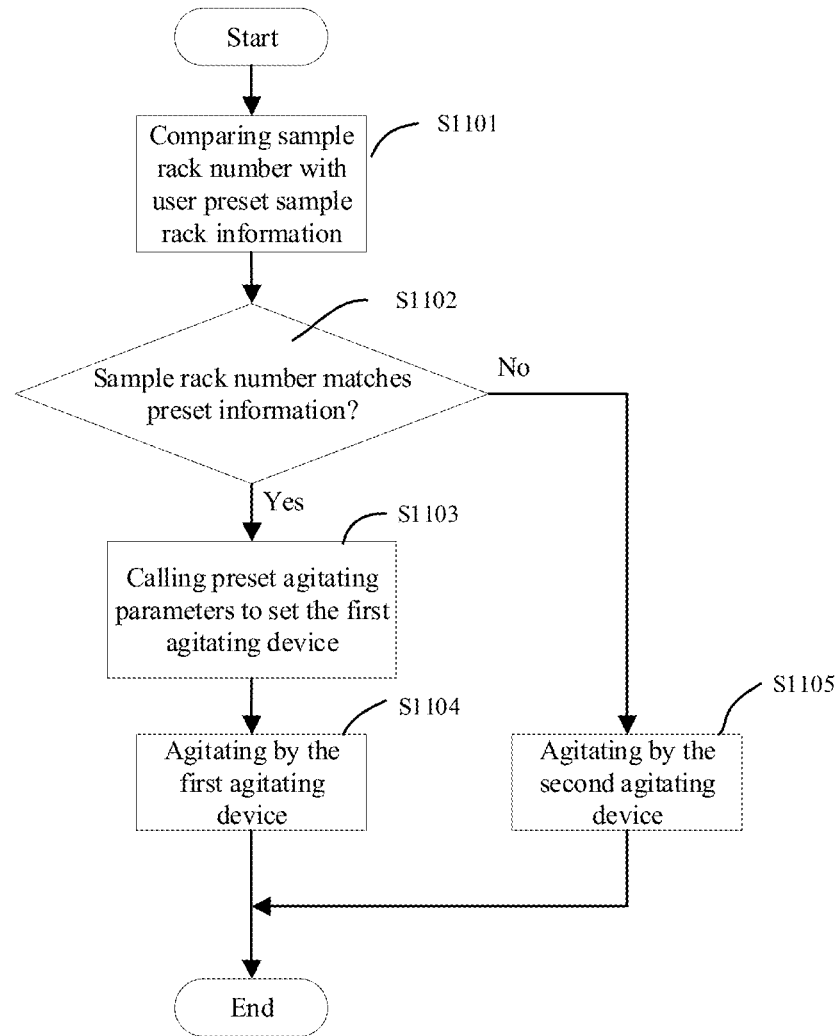 Start
S1101
Comparing sample
rack number with
user preset sample
rack information
S1102
Sample rack number matches
preset information?
No
Yes
S1103
Calling preset agitating
parameters to set the first
agitating device
S1104
Agitating by the
first agitating
device
S1105
Agitating by the
second agitating
device
End